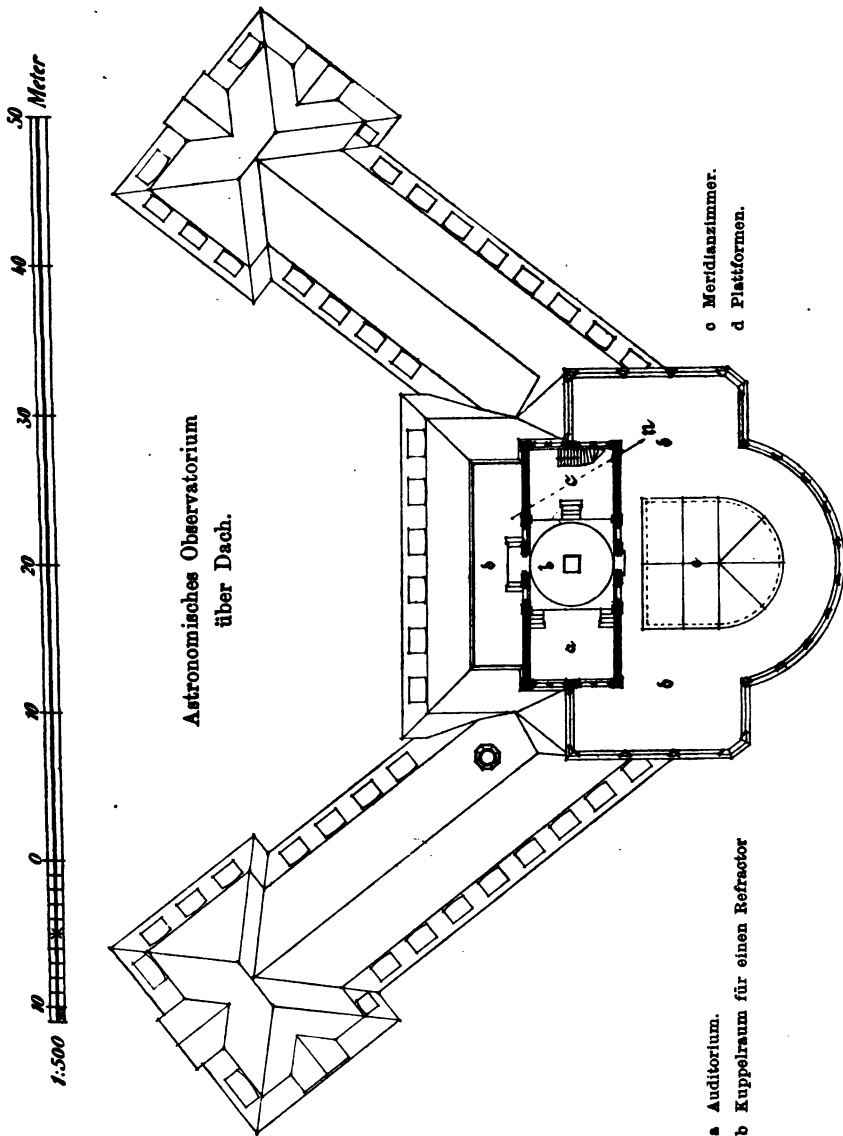 1:500
10 0 10 20 30 40 50 Meter
Astronomisches Observatorium
über Dach.
d
a b c
n
d e d
a Auditorium.
b Kuppelraum für einen Refractor
c Meridianzimmer.
d Plattformen.